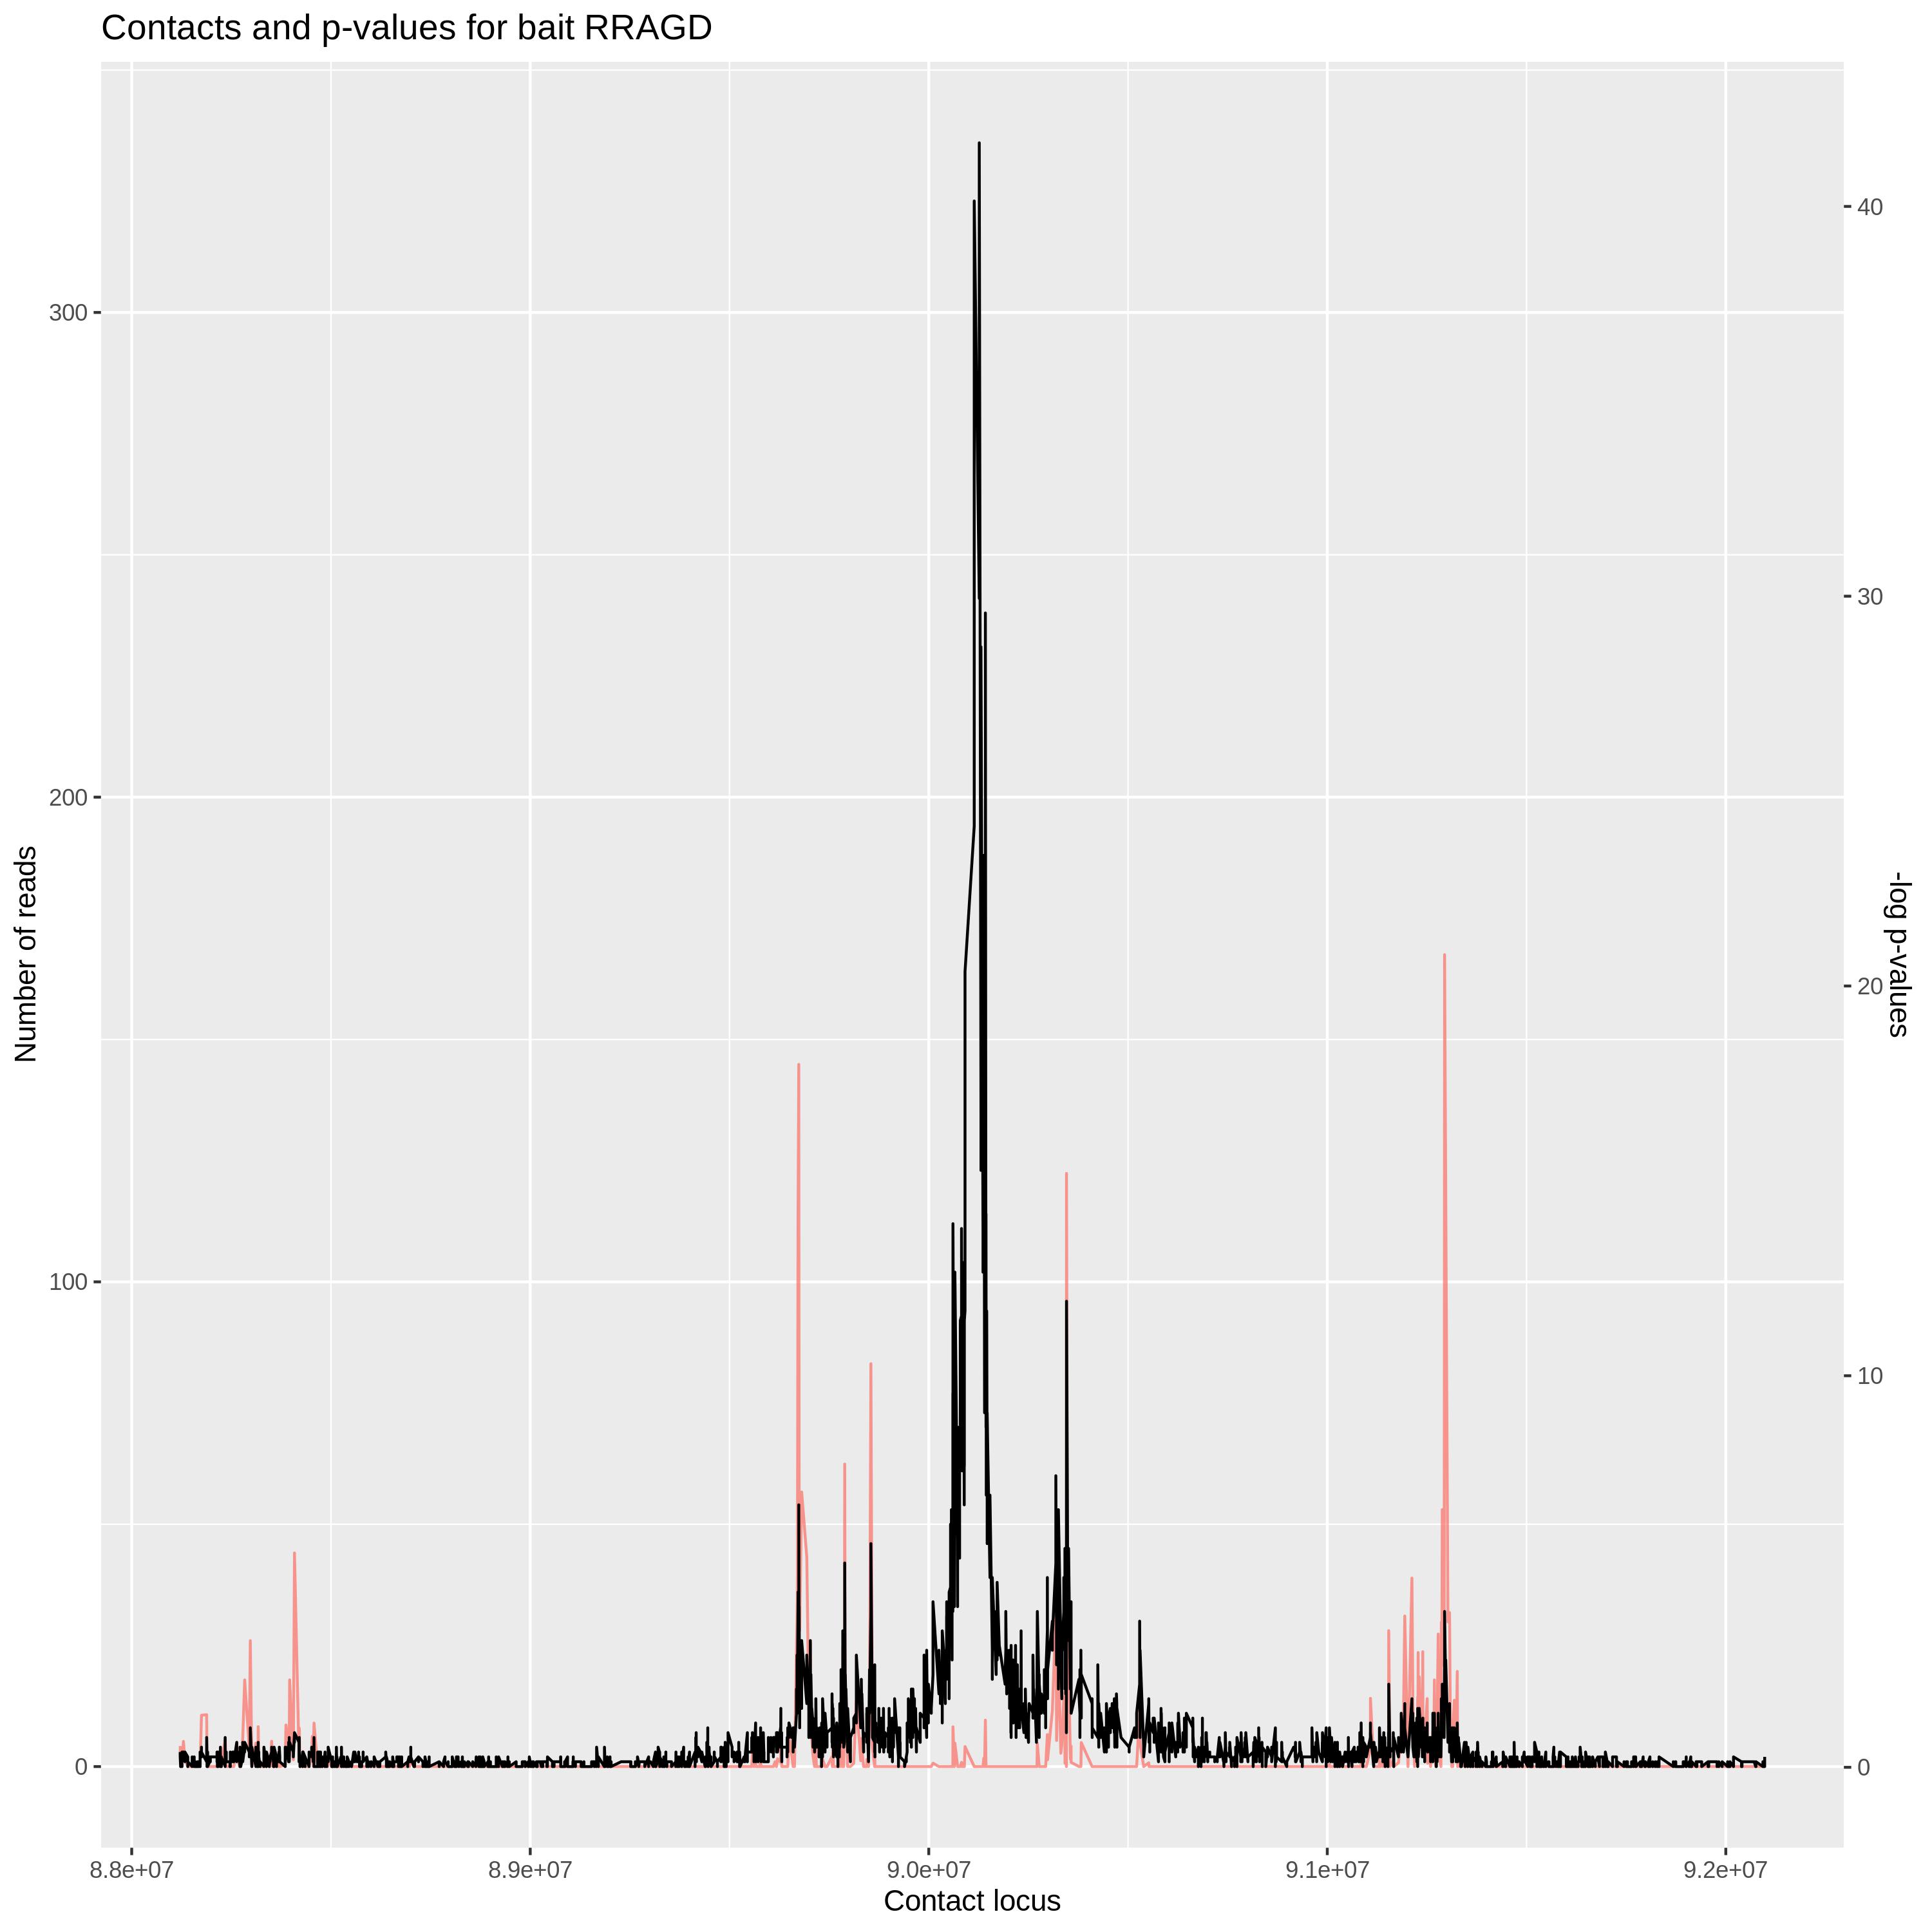 Contacts and p-values for bait RRAGD
300
200
100
0
Number of reads
40
30
20
10
0
-log p-values
8.8e+07
8.9e+07
9.0e+07
9.1e+07
9.2e+07
Contact locus